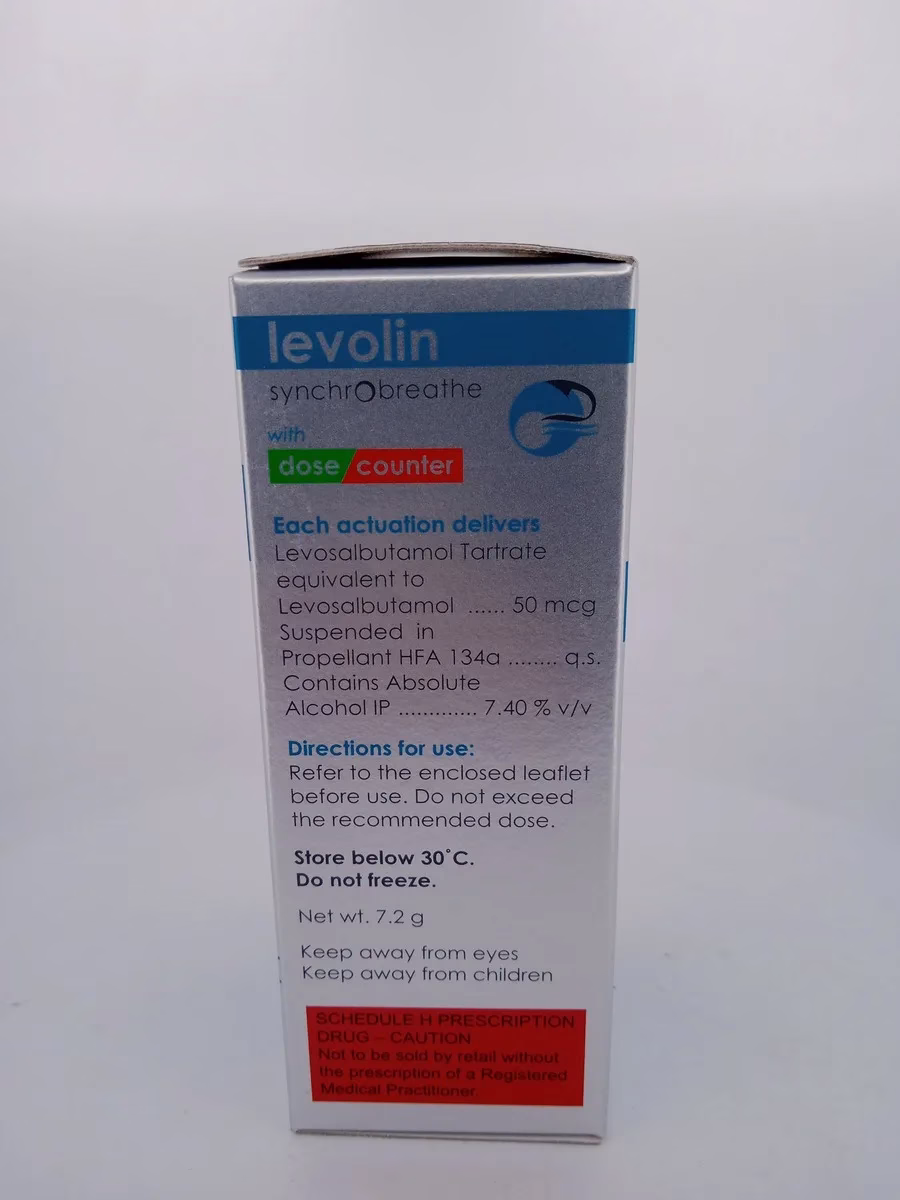 levolin
synchrobreathe
with
dose counter
Each actuation delivers
Levosalbutamol Tartrate
equivalent to
Levosalbutamol ...... 50 mcg
Suspended in
Propellant HFA 134a ........ q.s.
Contains Absolute
Alcohol IP ............. 7.40 % v/v
Directions for use:
Refer to the enclosed leaflet
before use. Do not exceed
the recommended dose.
Store below 30°C.
Do not freeze.
Net wt. 7.2 g
Keep away from eyes
Keep away from children
SCHEDULE H PRESCRIPTION
DRUG – CAUTION
Not to be sold by retail without
the prescription of a Registered
Medical Practitioner.